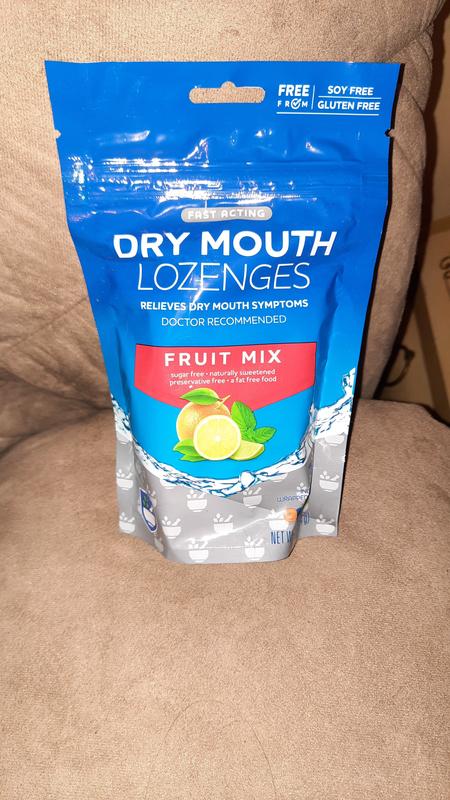 FREE FROM
SOY FREE
GLUTEN FREE
FAST ACTING
DRY MOUTH
LOZENGES
RELIEVES DRY MOUTH SYMPTOMS
DOCTOR RECOMMENDED
FRUIT MIX
sugar free • naturally sweetened
preservative free • a fat free food
WRAPPED
NET